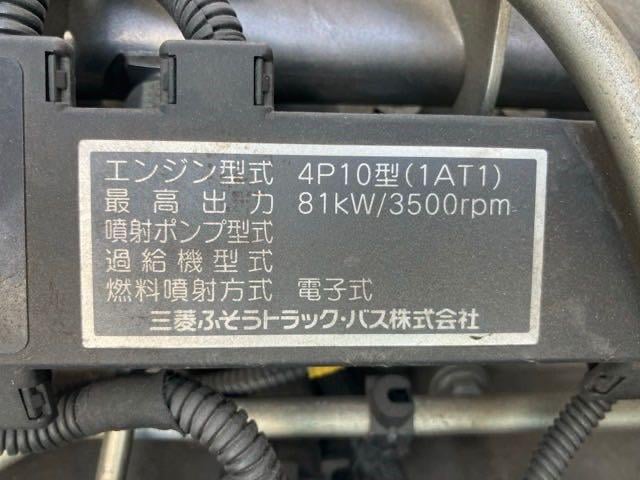 エンジン型式 4P10型(1AT1)
最高出力 81kW/3500rpm
噴射ポンプ型式
過給機型式
燃料噴射方式 電子式
三菱ふそうトラック・バス株式会社